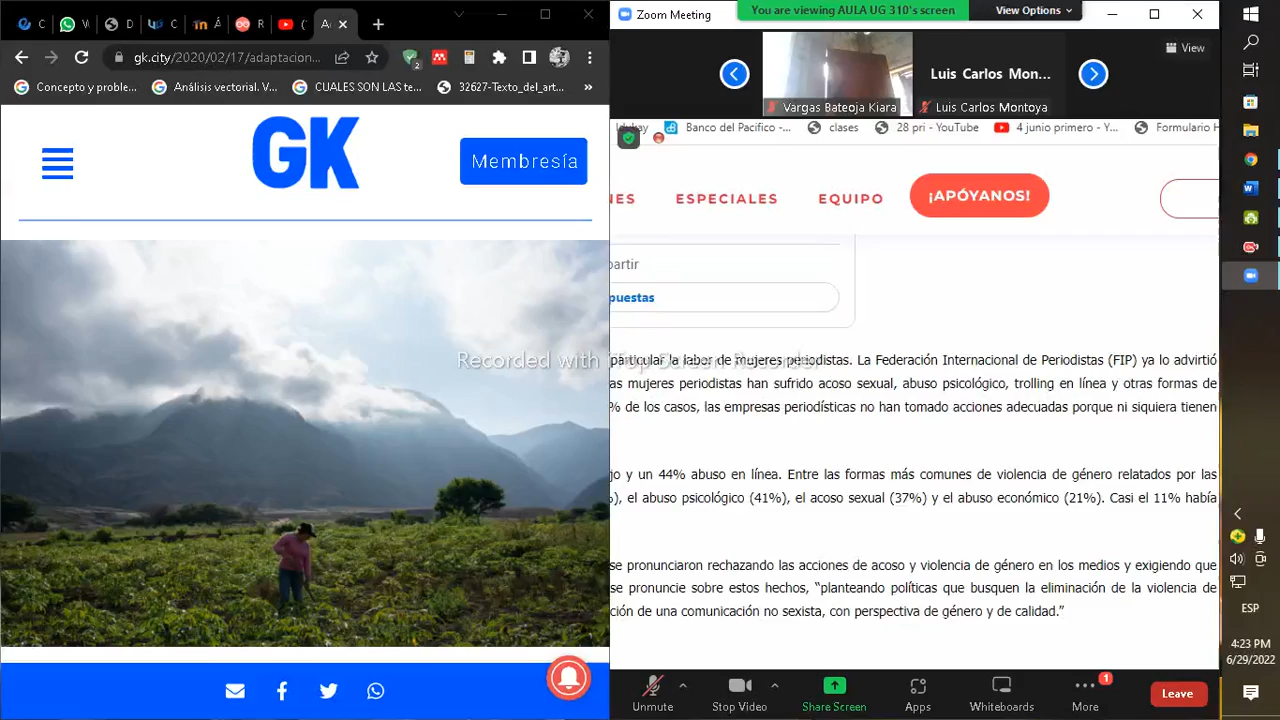 W
D
UG
Á
R
(
A
gk.city/2020/02/17/adaptacion...
2
Concepto y proble...
Análisis vectorial. V...
CUALES SON LAS te...
32627-Texto_del_art...
»
GK
Membresía
Zoom Meeting
You are viewing AULA UG 310's screen
View Options
View
Vargas Bateoja Kiara
Luis Carlos Mon...
Luis Carlos Montoya
Idukay
Banco del Pacifico -...
clases
28 pri - YouTube
4 junio primero - Y...
Formulario H
NES
ESPECIALES
EQUIPO
¡APÓYANOS!
partir
puestas
particular la labor de mujeres periodistas. La Federación Internacional de Periodistas (FIP) ya lo advirtió
as mujeres periodistas han sufrido acoso sexual, abuso psicológico, trolling en línea y otras formas de
% de los casos, las empresas periodísticas no han tomado acciones adecuadas porque ni siquiera tienen
jo y un 44% abuso en línea. Entre las formas más comunes de violencia de género relatados por las
%), el abuso psicológico (41%), el acoso sexual (37%) y el abuso económico (21%). Casi el 11% había
se pronunciaron rechazando las acciones de acoso y violencia de género en los medios y exigiendo que
se pronuncie sobre estos hechos, “planteando políticas que busquen la eliminación de la violencia de
ción de una comunicación no sexista, con perspectiva de género y de calidad.”
Recorded with iTop Screen Recorder
Unmute
Stop Video
Share Screen
Apps
Whiteboards
More
1
Leave
ESP
4:23 PM
6/29/2022